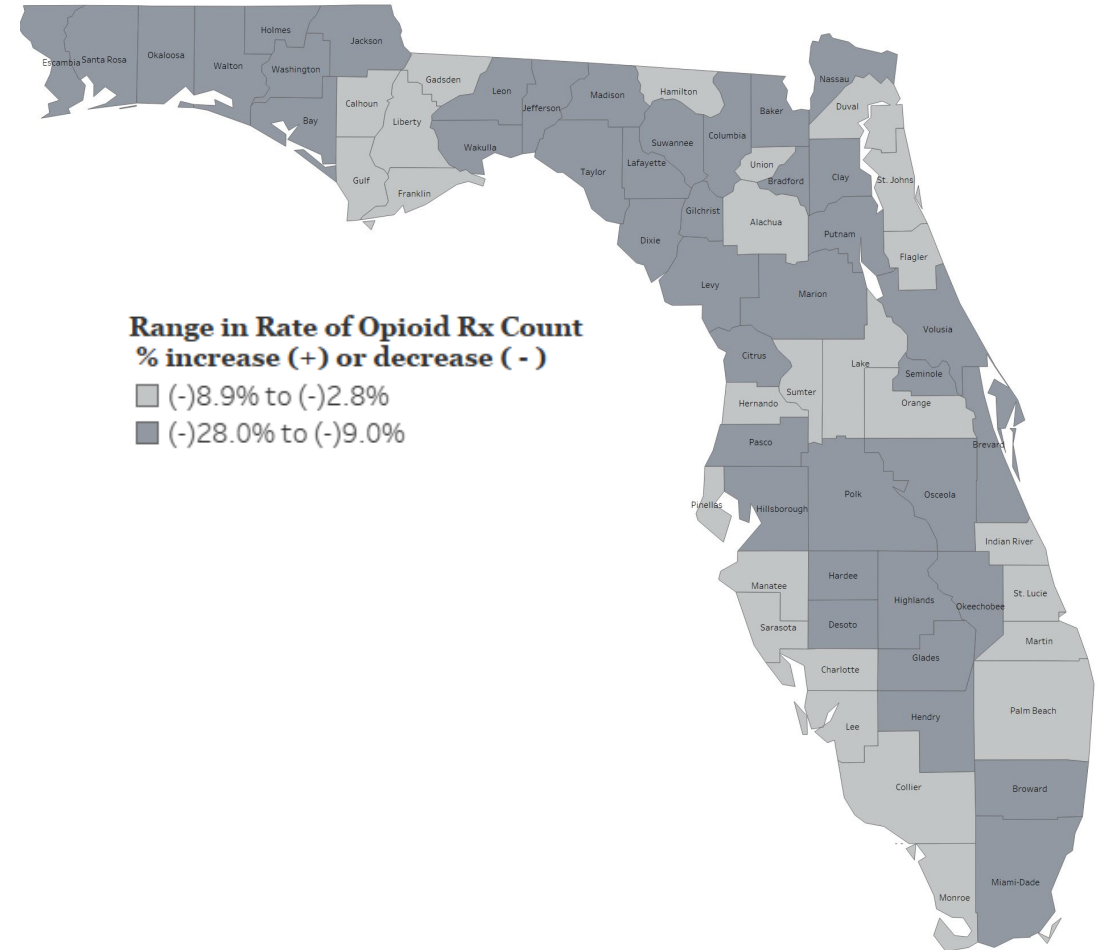 Holmes
Jackson
Escambia
Santa Rosa
Okaloosa
Walton
Washington
Nassau
Gadsden
Leon
Jefferson
Madison
Hamilton
Calhoun
Liberty
Bay
Baker
Duval
Wakulla
Suwannee
Columbia
Taylor
Lafayette
Union
Bradford
Clay
St. Johns
Gulf
Franklin
Gilchrist
Alachua
Dixie
Putnam
Flagler
Levy
Marion
Range in Rate of Opioid Rx Count
% increase (+) or decrease ( - )
(-)8.9% to (-)2.8%
(-)28.0% to (-)9.0%
Volusia
Citrus
Lake
Seminole
Sumter
Hernando
Orange
Pasco
Brevard
Polk
Osceola
Pinellas
Hillsborough
Indian River
Manatee
Hardee
Highlands
Okeechobee
St. Lucie
Sarasota
Desoto
Martin
Charlotte
Glades
Lee
Hendry
Palm Beach
Collier
Broward
Miami-Dade
Monroe